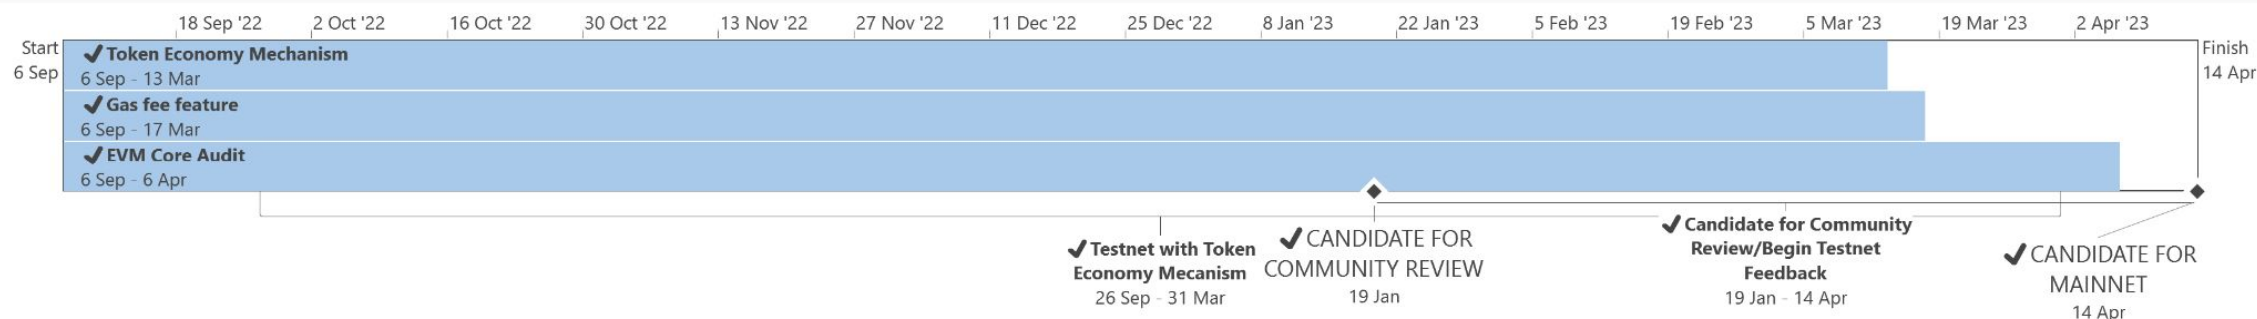 18 Sep '22 2 Oct '22 16 Oct '22 30 Oct '22 13 Nov '22 27 Nov '22 11 Dec '22 25 Dec '22 8 Jan '23 22 Jan '23 5 Feb '23 19 Feb '23 5 Mar '23 19 Mar '23 2 Apr '23
Start
6 Sep
✔Token Economy Mechanism
6 Sep - 13 Mar
✔Gas fee feature
6 Sep - 17 Mar
✔EVM Core Audit
6 Sep - 6 Apr
Finish
14 Apr
✔Testnet with Token
Economy Mecanism
26 Sep - 31 Mar
✔CANDIDATE FOR
COMMUNITY REVIEW
19 Jan
✔Candidate for Community
Review/Begin Testnet
Feedback
19 Jan - 14 Apr
✔CANDIDATE FOR
MAINNET
14 Apr